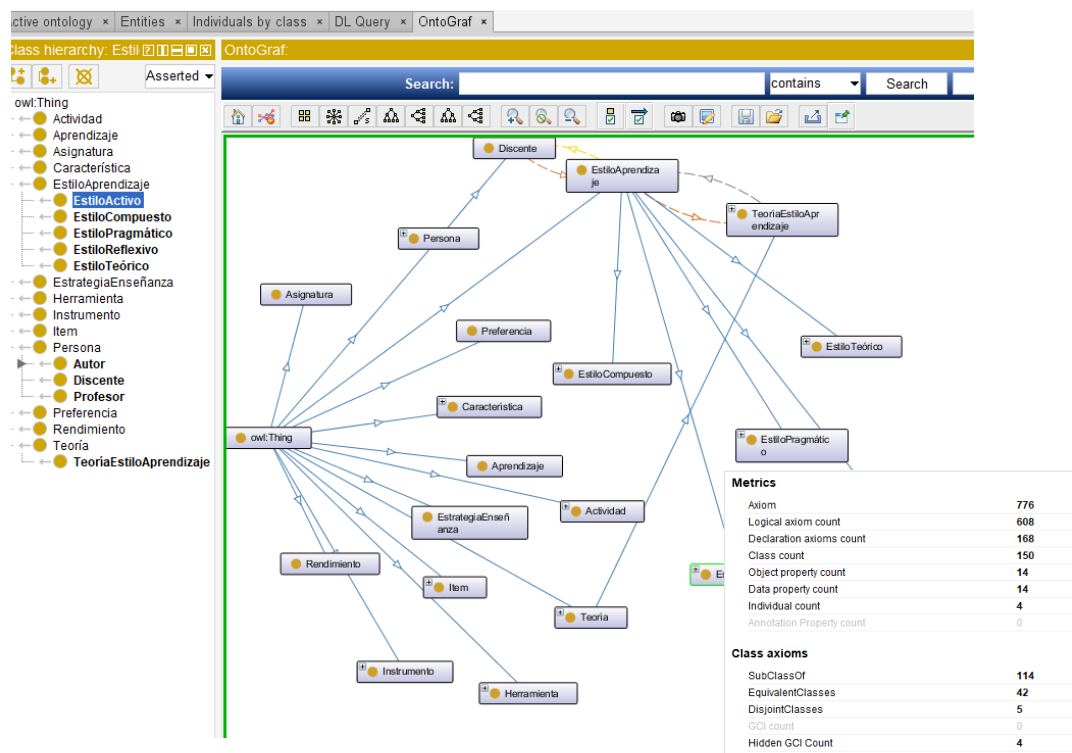 Active ontology × Entities × Individuals by class × DL Query × OntoGraf ×
Class hierarchy: Estil
OntoGraf:
Asserted
Search: contains Search
owl:Thing
Actividad
Aprendizaje
Asignatura
Característica
EstiloAprendizaje
EstiloActivo
EstiloCompuesto
EstiloPragmático
EstiloReflexivo
EstiloTeórico
EstrategiaEnseñanza
Herramienta
Instrumento
Item
Persona
Autor
Discente
Profesor
Preferencia
Rendimiento
Teoría
TeoríaEstiloAprendizaje
Discente
EstiloAprendiza
je
TeoríaEstiloApr
endizaje
Persona
Asignatura
Preferencia
EstiloTeórico
EstiloCompuesto
Característica
owl:Thing
EstiloPragmátic
o
Aprendizaje
Actividad
EstrategiaEnseñ
anza
Rendimiento
Es
Item
Teoría
Instrumento
Herramienta
Metrics
Axiom 776
Logical axiom count 608
Declaration axioms count 168
Class count 150
Object property count 14
Data property count 14
Individual count 4
Annotation Property count 0
Class axioms
SubClassOf 114
EquivalentClasses 42
DisjointClasses 5
GCI count 0
Hidden GCI Count 4